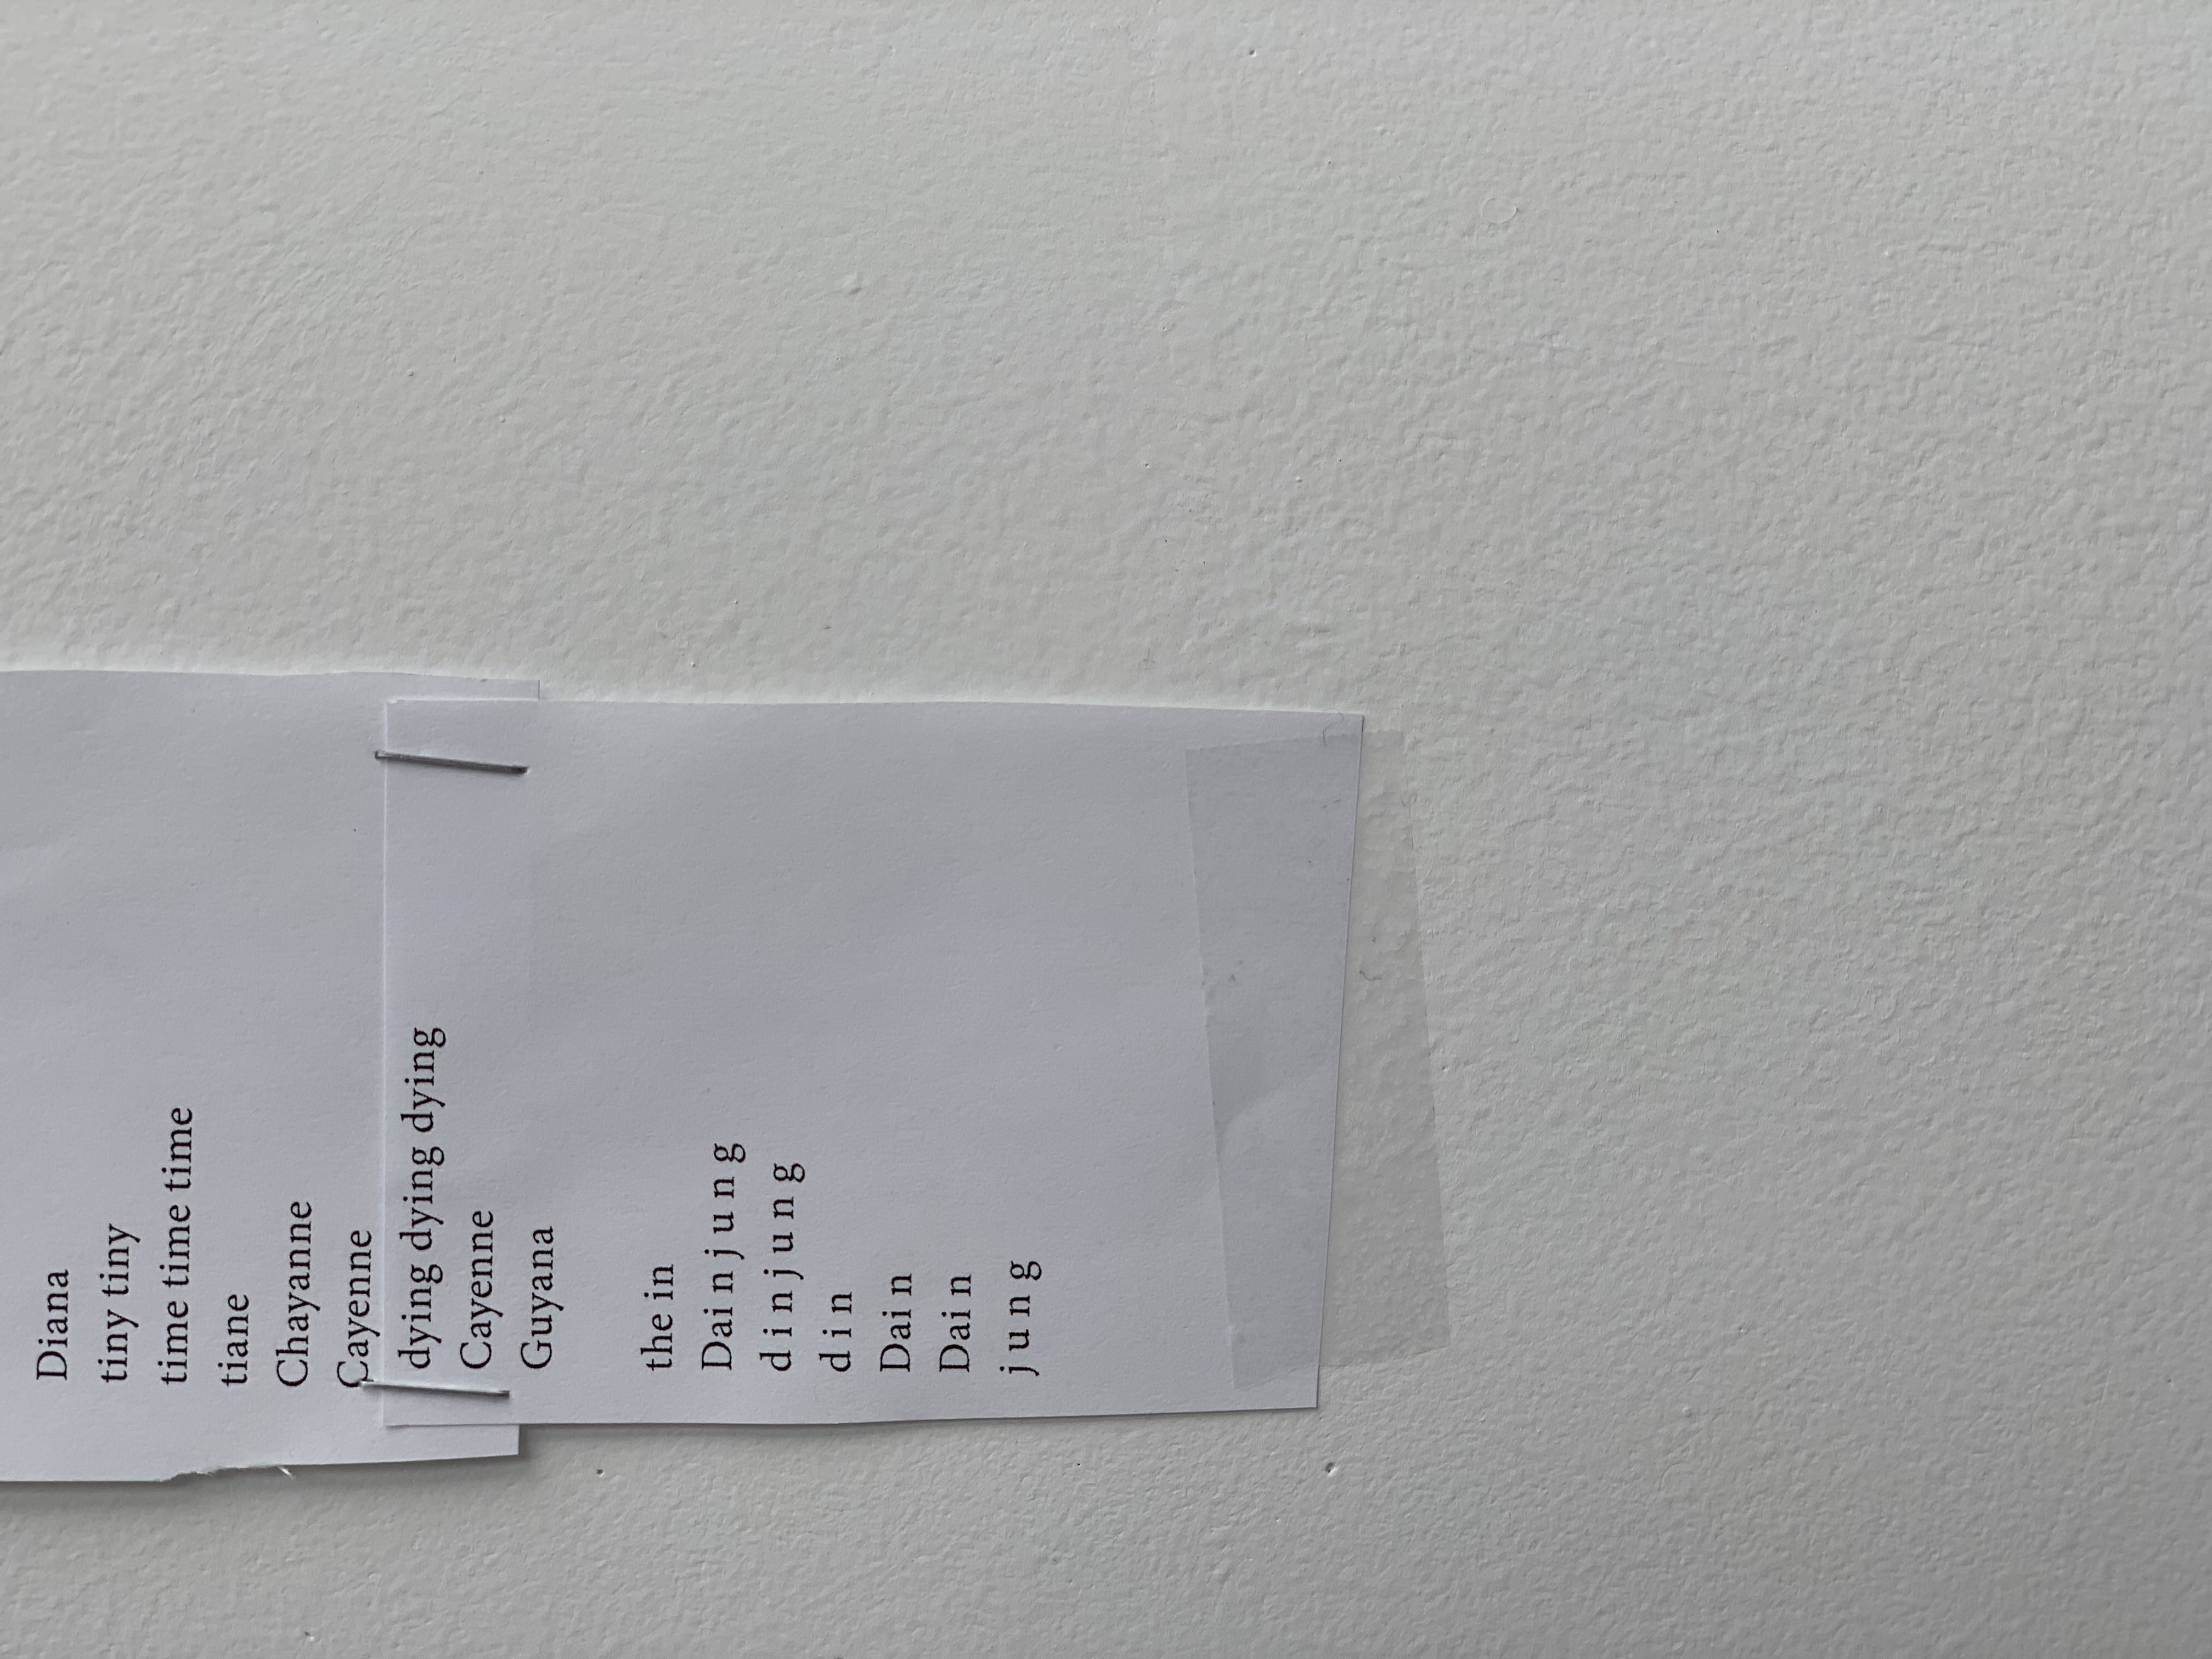 Diana
tiny tiny
time time time
tiane
Chayanne
Cayenne
dying dying dying
Cayenne
Guyana

the in
Dai n j u n g
d i n j u n g
d i n
Dai n
Dai n
j u n g